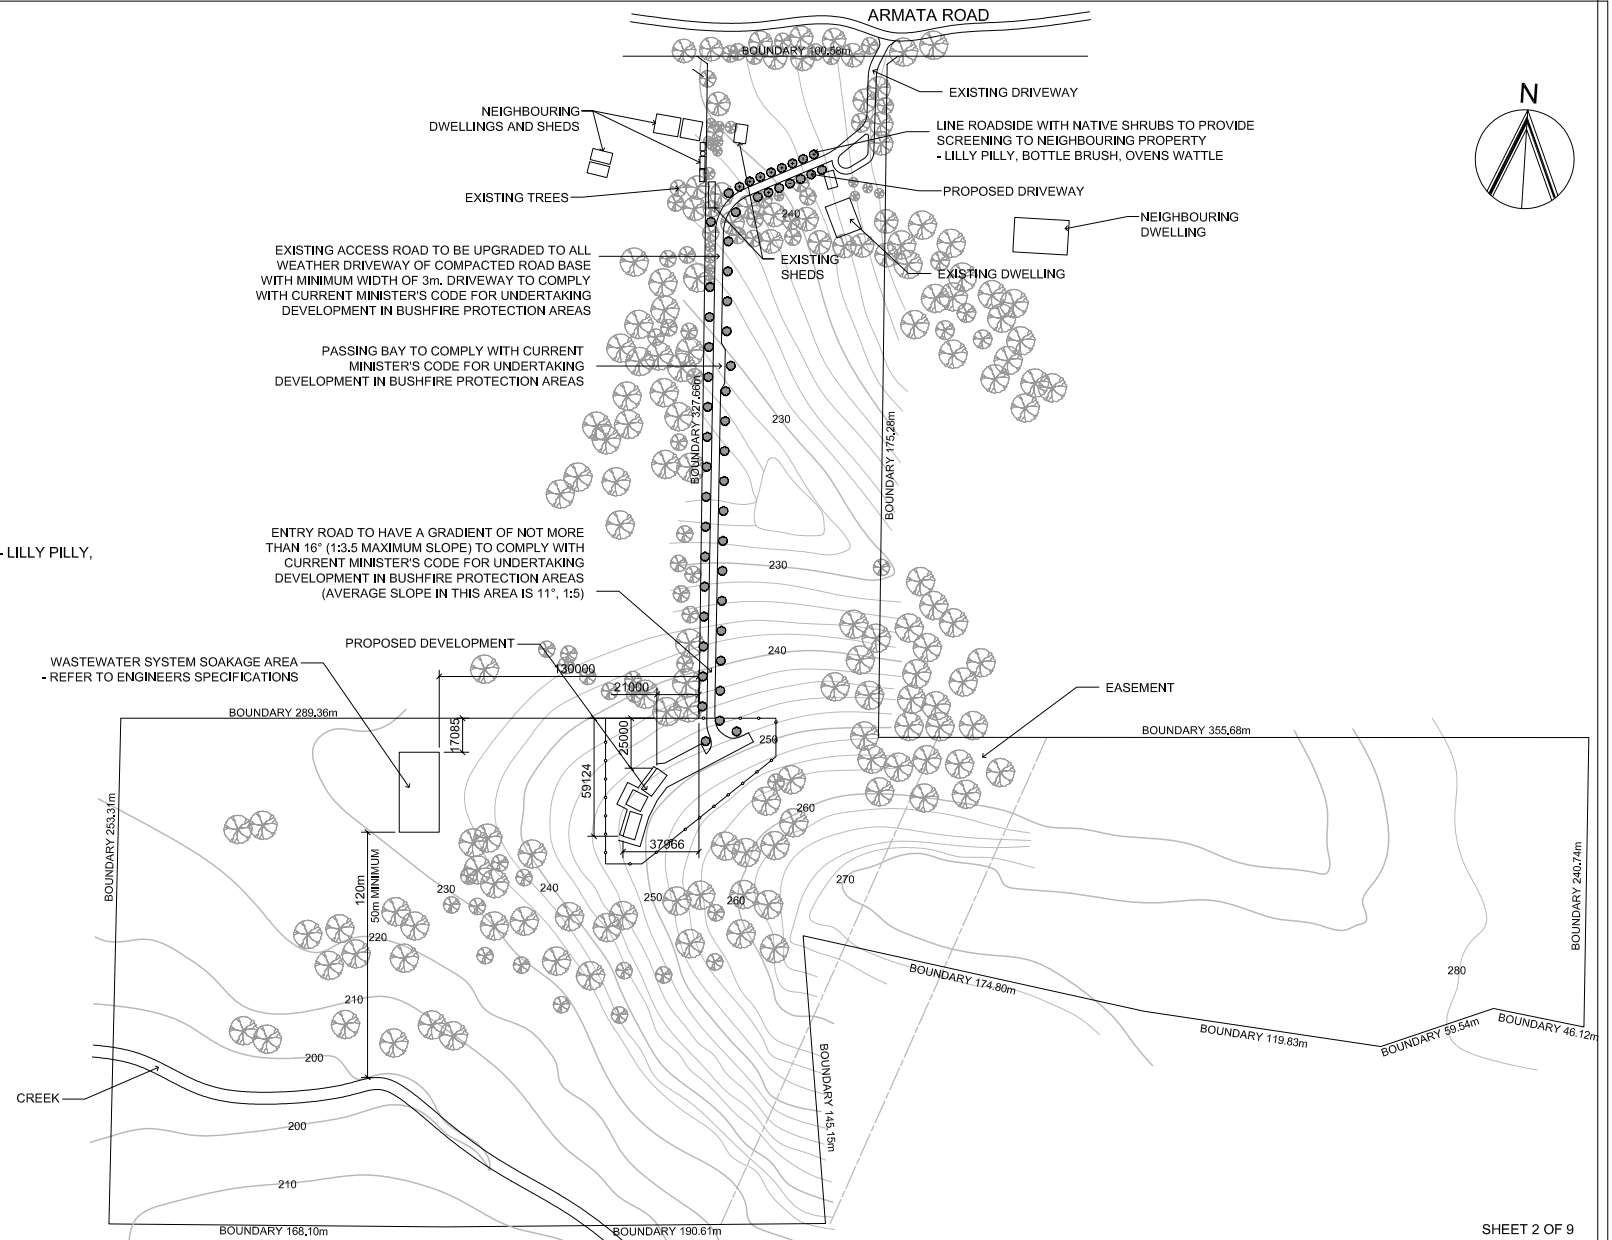 ARMATA ROAD
BOUNDARY 100.58m
N
EXISTING DRIVEWAY
NEIGHBOURING
DWELLINGS AND SHEDS
LINE ROADSIDE WITH NATIVE SHRUBS TO PROVIDE
SCREENING TO NEIGHBOURING PROPERTY
- LILLY PILLY, BOTTLE BRUSH, OVENS WATTLE
EXISTING TREES
PROPOSED DRIVEWAY
240
NEIGHBOURING
DWELLING
EXISTING ACCESS ROAD TO BE UPGRADED TO ALL
WEATHER DRIVEWAY OF COMPACTED ROAD BASE
WITH MINIMUM WIDTH OF 3m. DRIVEWAY TO COMPLY
WITH CURRENT MINISTER'S CODE FOR UNDERTAKING
DEVELOPMENT IN BUSHFIRE PROTECTION AREAS
EXISTING
SHEDS
EXISTING DWELLING
PASSING BAY TO COMPLY WITH CURRENT
MINISTER'S CODE FOR UNDERTAKING
DEVELOPMENT IN BUSHFIRE PROTECTION AREAS
BOUNDARY 327.66m
230
BOUNDARY 175.28m
- LILLY PILLY,
ENTRY ROAD TO HAVE A GRADIENT OF NOT MORE
THAN 16° (1:3.5 MAXIMUM SLOPE) TO COMPLY WITH
CURRENT MINISTER'S CODE FOR UNDERTAKING
DEVELOPMENT IN BUSHFIRE PROTECTION AREAS
(AVERAGE SLOPE IN THIS AREA IS 11°, 1:5)
230
PROPOSED DEVELOPMENT
240
WASTEWATER SYSTEM SOAKAGE AREA
- REFER TO ENGINEERS SPECIFICATIONS
130000
21000
EASEMENT
BOUNDARY 289.36m
17085
25000
250
BOUNDARY 355.68m
59124
BOUNDARY 253.31m
260
37966
120m
50m MINIMUM
230
240
250
260
270
BOUNDARY 240.74m
220
210
200
BOUNDARY 174.80m
280
BOUNDARY 119.83m
BOUNDARY 59.54m
BOUNDARY 46.12m
BOUNDARY 145.15m
CREEK
200
210
BOUNDARY 168.10m
BOUNDARY 190.61m
SHEET 2 OF 9